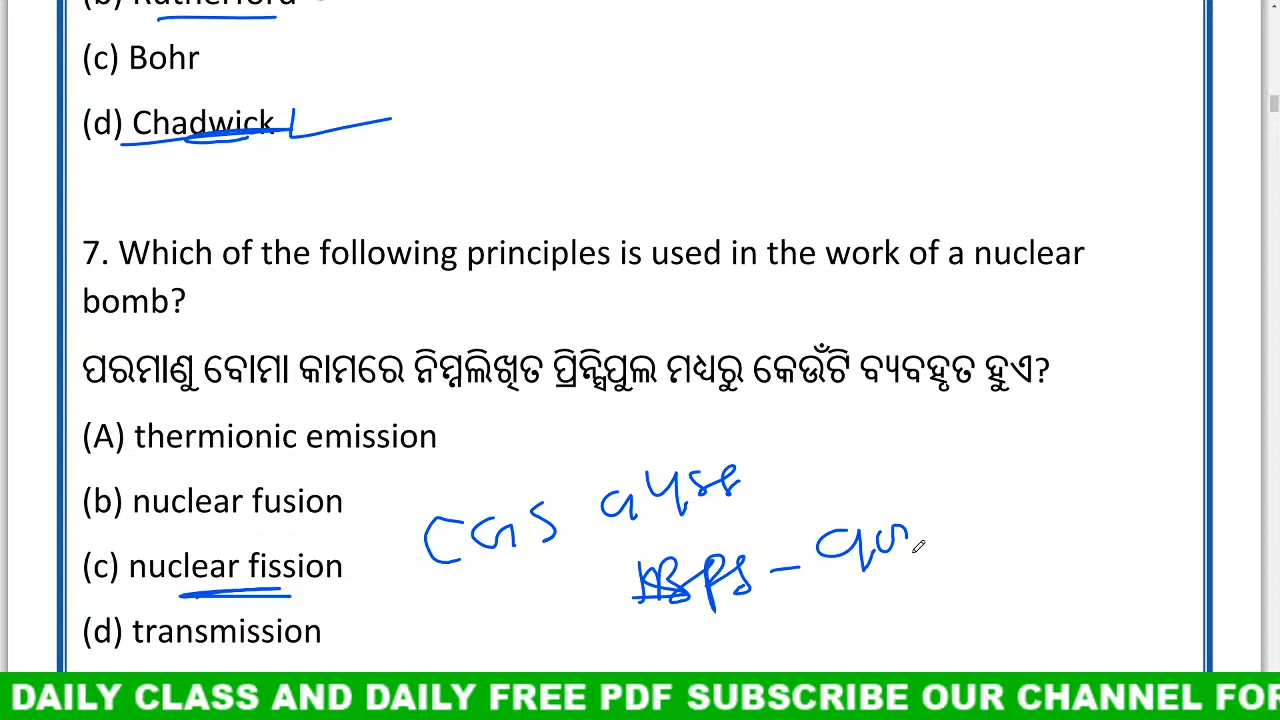 (b) Rutherford
(c) Bohr
(d) Chadwick
7. Which of the following principles is used in the work of a nuclear
bomb?
ପରମାଣୁ ବୋମା କାମରେ ନିମ୍ନଲିଖିତ ପ୍ରିନ୍ସିପୁଲ ମଧ୍ୟରୁ କେଉଁଟି ବ୍ୟବହୃତ ହୁଏ?
(A) thermionic emission
(b) nuclear fusion
CGS
(c) nuclear fission
(d) transmission
DAILY CLASS AND DAILY FREE PDF SUBSCRIBE OUR CHANNEL FOR